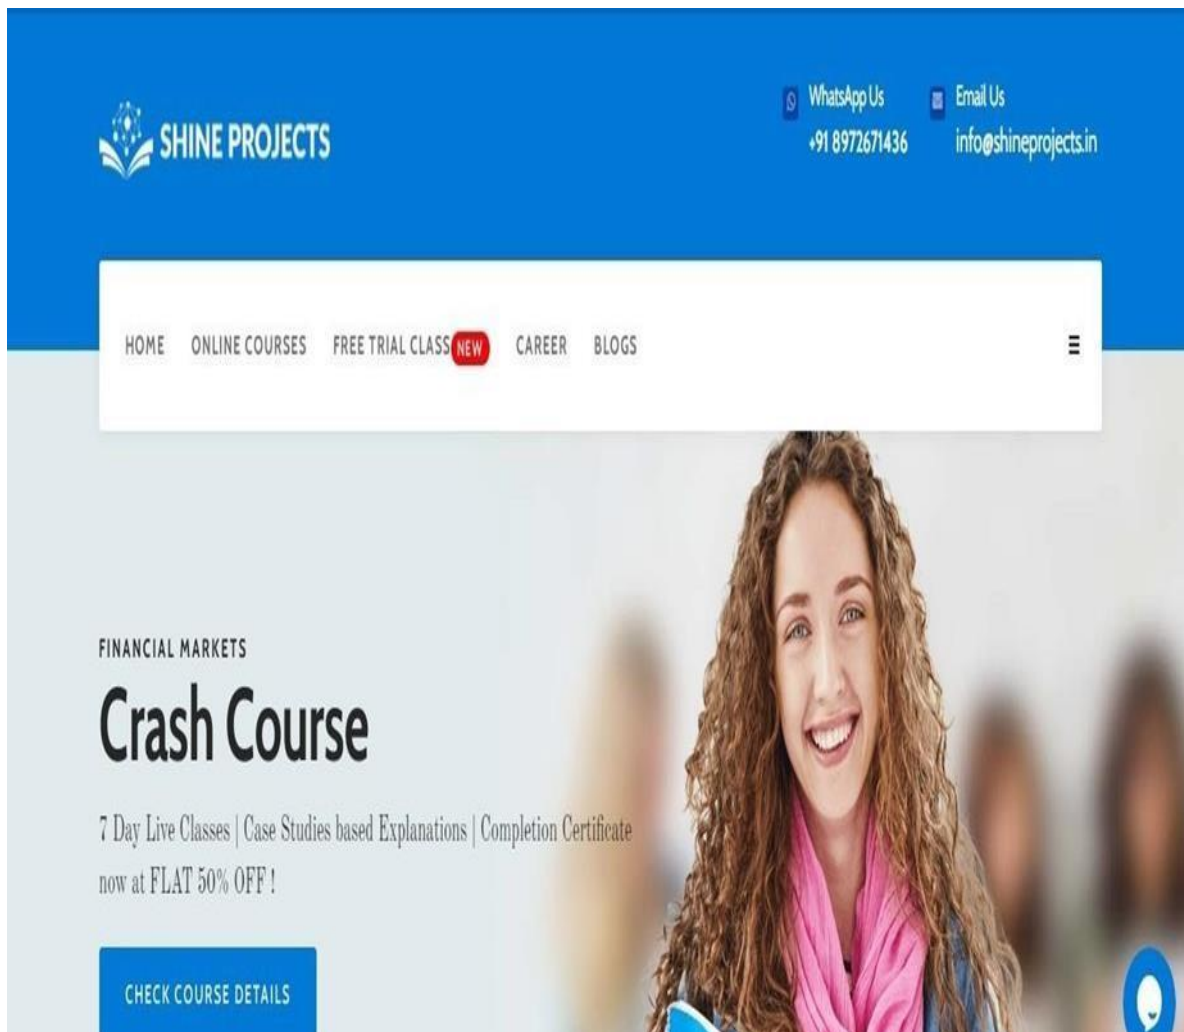 SHINE PROJECTS
WhatsApp Us
+91 8972671436
Email Us
info@shineprojects.in
HOME ONLINE COURSES FREE TRIAL CLASS NEW CAREER BLOGS
FINANCIAL MARKETS
Crash Course
7 Day Live Classes | Case Studies based Explanations | Completion Certificate
now at FLAT 50% OFF !
CHECK COURSE DETAILS